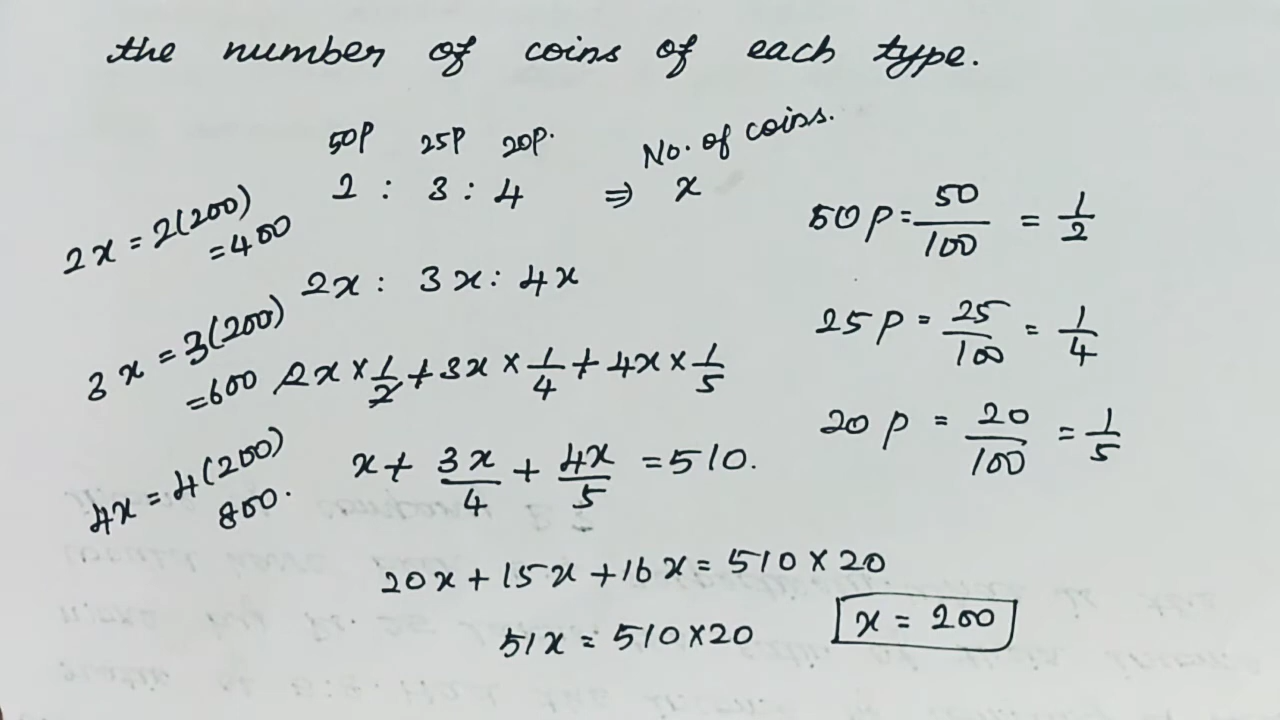 the number of coins of each type.
50P 25P 20P. No. of coins.
2 : 3 : 4 ⇒ x
2x = 2(200)
=400
2x : 3x : 4x
3x = 3(200)
=600
2x × 1/2 + 3x × 1/4 + 4x × 1/5
4x = 4(200)
800.
x + 3x/4 + 4x/5 = 510.
20x + 15x + 16x = 510 × 20
51x = 510 × 20
x = 200
50P = 50/100 = 1/2
25P = 25/100 = 1/4
20P = 20/100 = 1/5